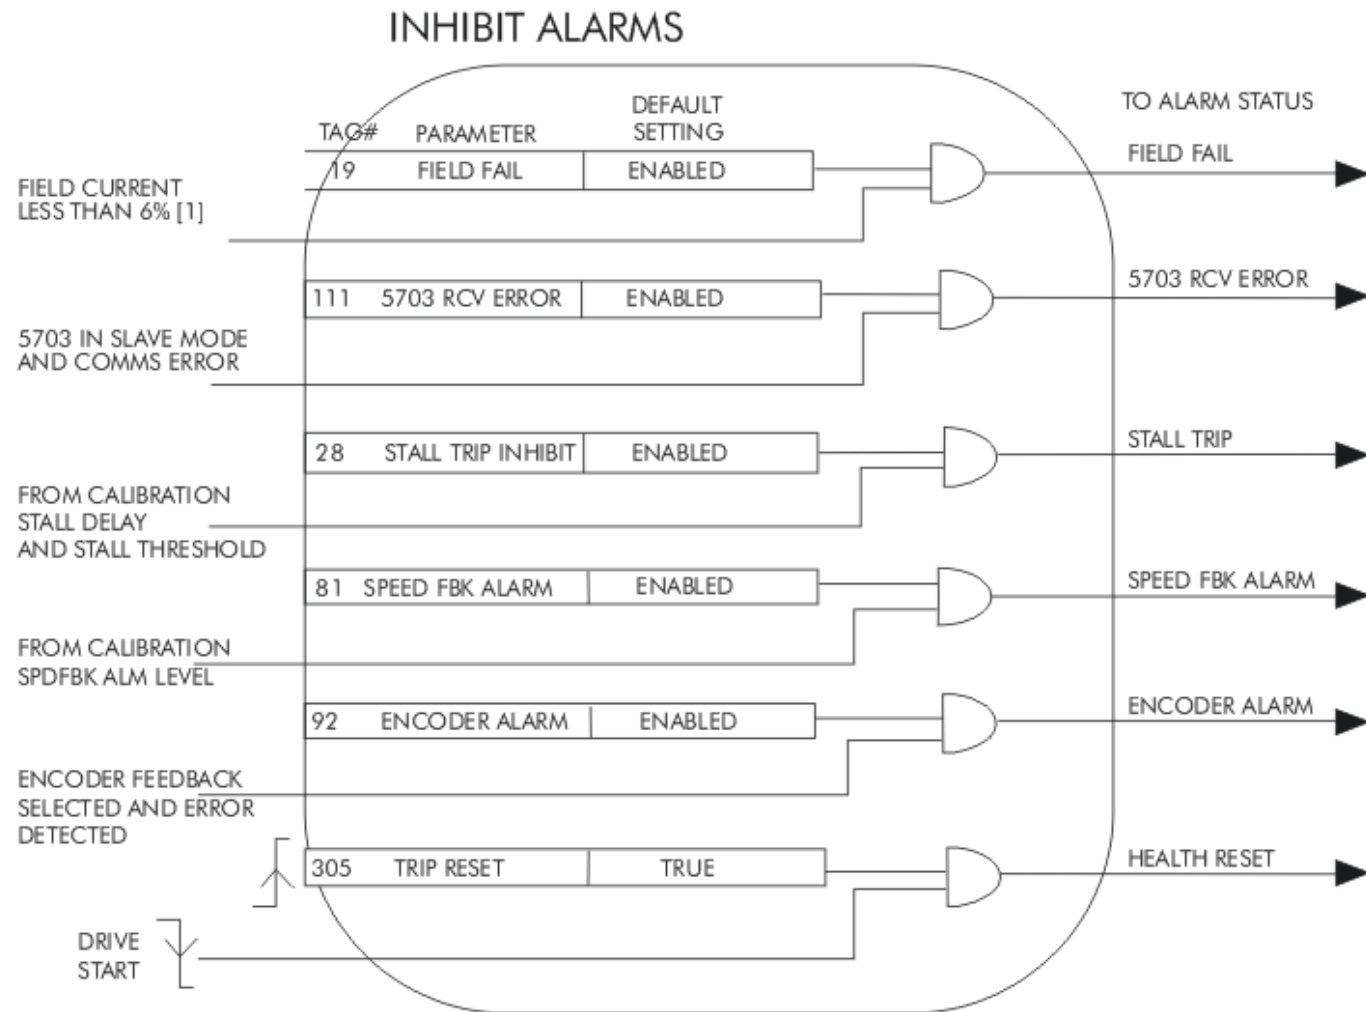 INHIBIT ALARMS
TO ALARM STATUS
DEFAULT
SETTING
TAG# PARAMETER
19 FIELD FAIL ENABLED
FIELD FAIL
FIELD CURRENT
LESS THAN 6% [1]
111 5703 RCV ERROR ENABLED
5703 RCV ERROR
5703 IN SLAVE MODE
AND COMMS ERROR
28 STALL TRIP INHIBIT ENABLED
STALL TRIP
FROM CALIBRATION
STALL DELAY
AND STALL THRESHOLD
81 SPEED FBK ALARM ENABLED
SPEED FBK ALARM
FROM CALIBRATION
SPDFBK ALM LEVEL
92 ENCODER ALARM ENABLED
ENCODER ALARM
ENCODER FEEDBACK
SELECTED AND ERROR
DETECTED
305 TRIP RESET TRUE
HEALTH RESET
DRIVE
START